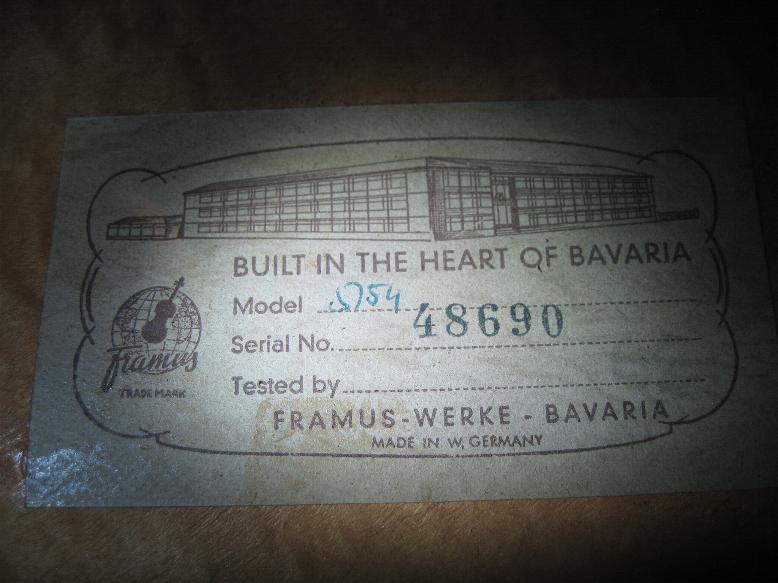 BUILT IN THE HEART OF BAVARIA
Model 5154
Serial No. 48690
Framus
TRADE MARK
Tested by
FRAMUS-WERKE - BAVARIA
MADE IN W. GERMANY